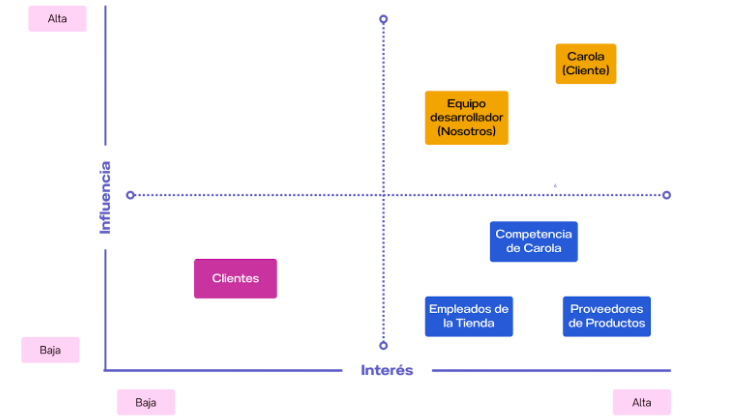 Alta
Carola
(Cliente)
Equipo
desarrollador
(Nosotros)
Influencia
Competencia
de Carola
Clientes
Empleados de
la Tienda
Proveedores
de Productos
Baja
Interés
Baja
Alta